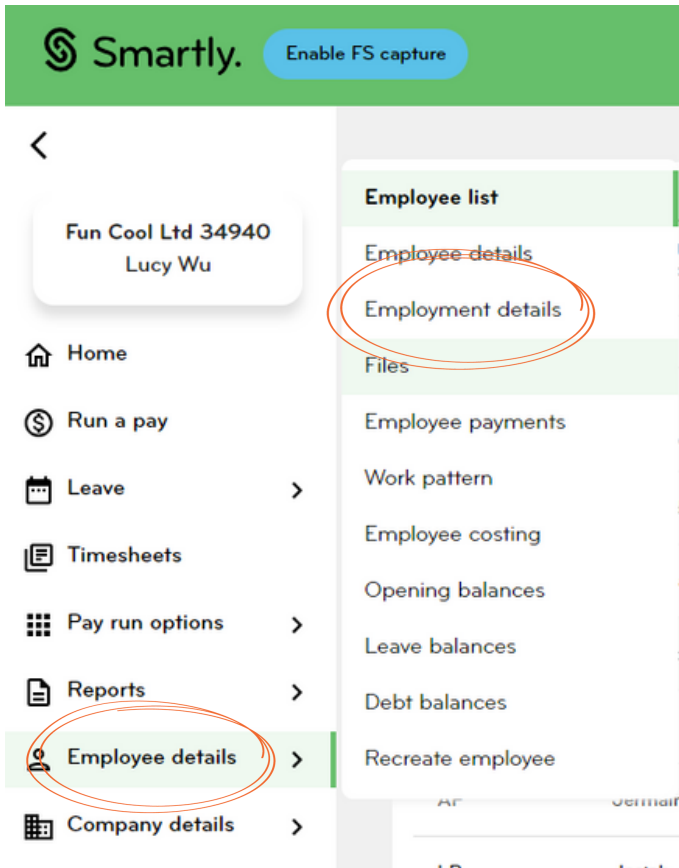 Smartly.
Enable FS capture
Fun Cool Ltd 34940
Lucy Wu
Home
Run a pay
Leave
Timesheets
Pay run options
Reports
Employee details
Company details
Employee list
Employee details
Employment details
Files
Employee payments
Work pattern
Employee costing
Opening balances
Leave balances
Debt balances
Recreate employee